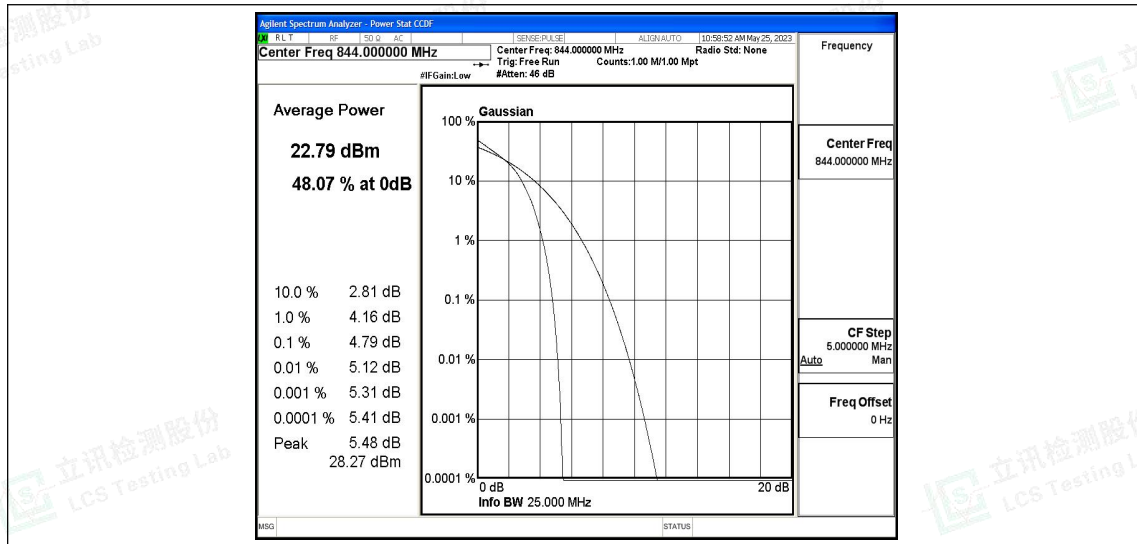 Agilent Spectrum Analyzer - Power Stat CCDF
RLT RF 50 Ω AC SENSE:PULSE ALIGNAUTO 10:58:52 AM May 25, 2023
Center Freq 844.000000 MHz
Center Freq: 844.000000 MHz Radio Std: None
Trig: Free Run Counts:1.00 M/1.00 Mpt
#IFGain:Low #Atten: 46 dB
Frequency
Center Freq
844.000000 MHz
CF Step
5.000000 MHz
Auto Man
Freq Offset
0 Hz
Average Power
22.79 dBm
48.07 % at 0dB
10.0 % 2.81 dB
1.0 % 4.16 dB
0.1 % 4.79 dB
0.01 % 5.12 dB
0.001 % 5.31 dB
0.0001 % 5.41 dB
Peak 5.48 dB
28.27 dBm
Gaussian
100 %
10 %
1 %
0.1 %
0.01 %
0.001 %
0.0001 %
0 dB 20 dB
Info BW 25.000 MHz
MSG STATUS
立讯检测股份
LCS Testing Lab
立讯检测股份
LCS Testing L